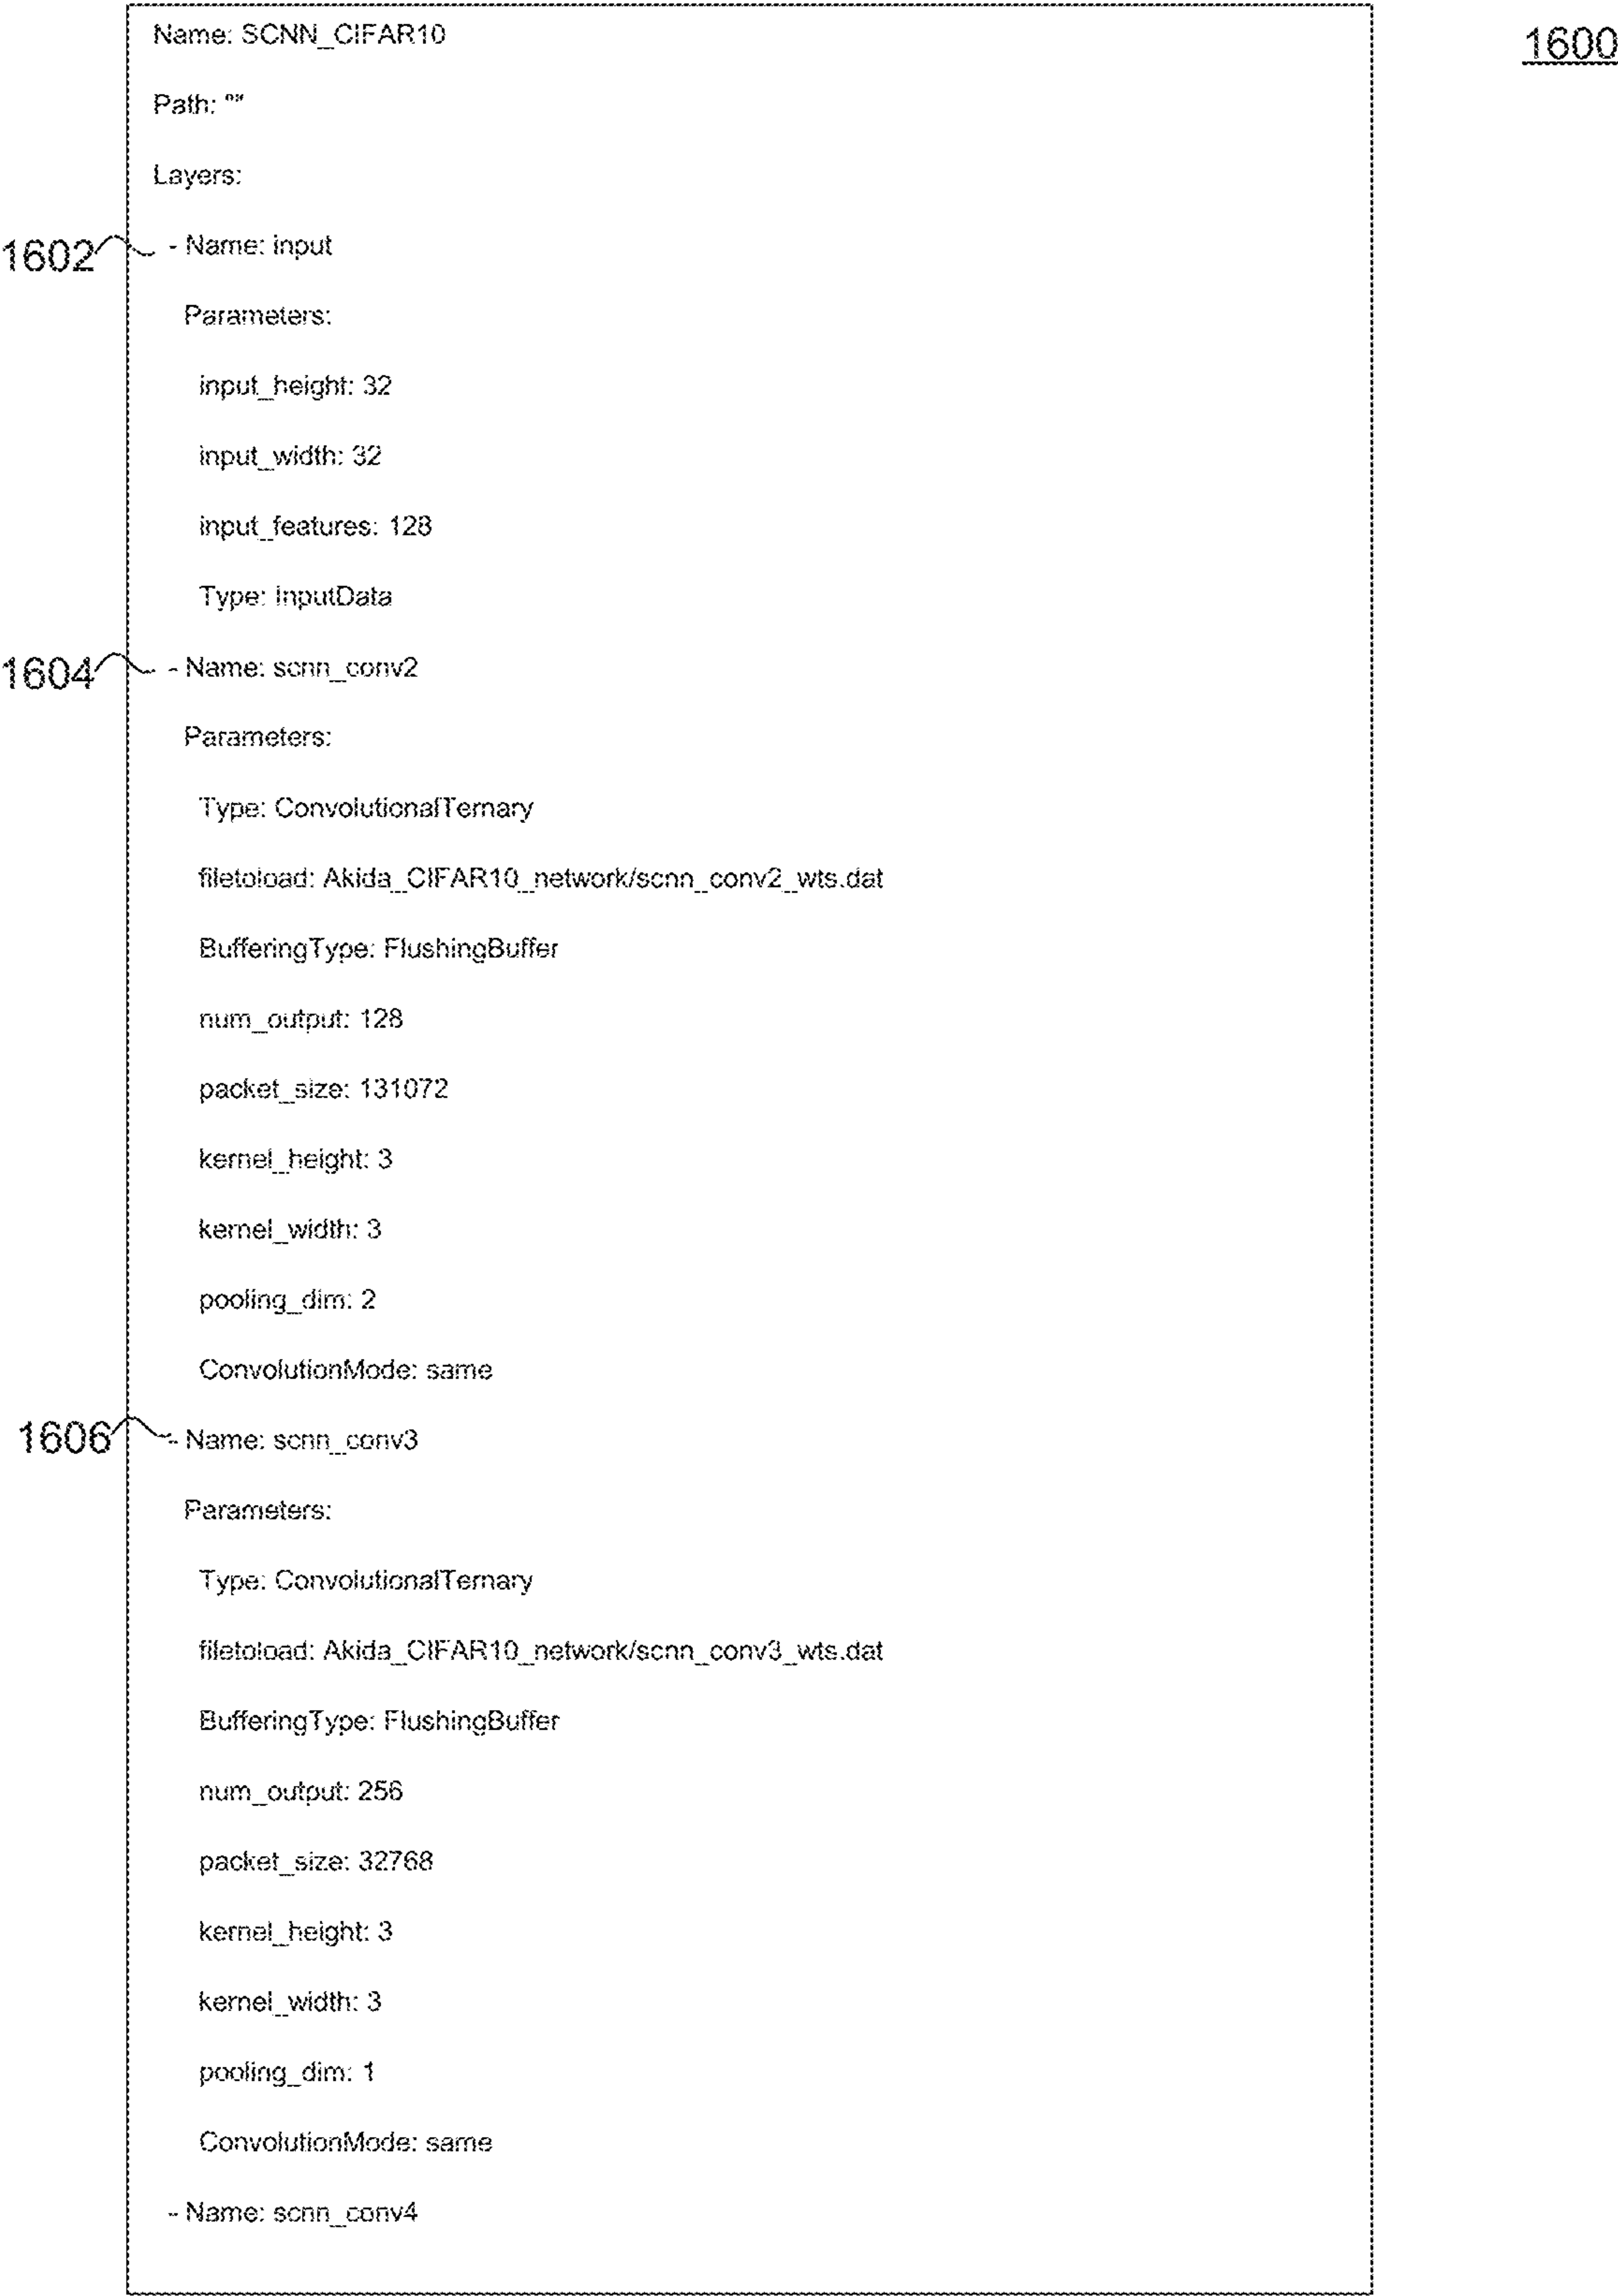 Name: SCNN_CIFAR10
1600
Path: ""
Layers:
1602
- Name: input
Parameters:
input_height: 32
input_width: 32
input_features: 128
Type: InputData
1604
- Name: scnn_conv2
Parameters:
Type: ConvolutionalTernary
filetoload: Akida_CIFAR10_network/scnn_conv2_wts.dat
BufferingType: FlushingBuffer
num_output: 128
packet_size: 131072
kernel_height: 3
kernel_width: 3
pooling_dim: 2
ConvolutionMode: same
1606
- Name: scnn_conv3
Parameters:
Type: ConvolutionalTernary
filetoload: Akida_CIFAR10_network/scnn_conv3_wts.dat
BufferingType: FlushingBuffer
num_output: 256
packet_size: 32768
kernel_height: 3
kernel_width: 3
pooling_dim: 1
ConvolutionMode: same
- Name: scnn_conv4